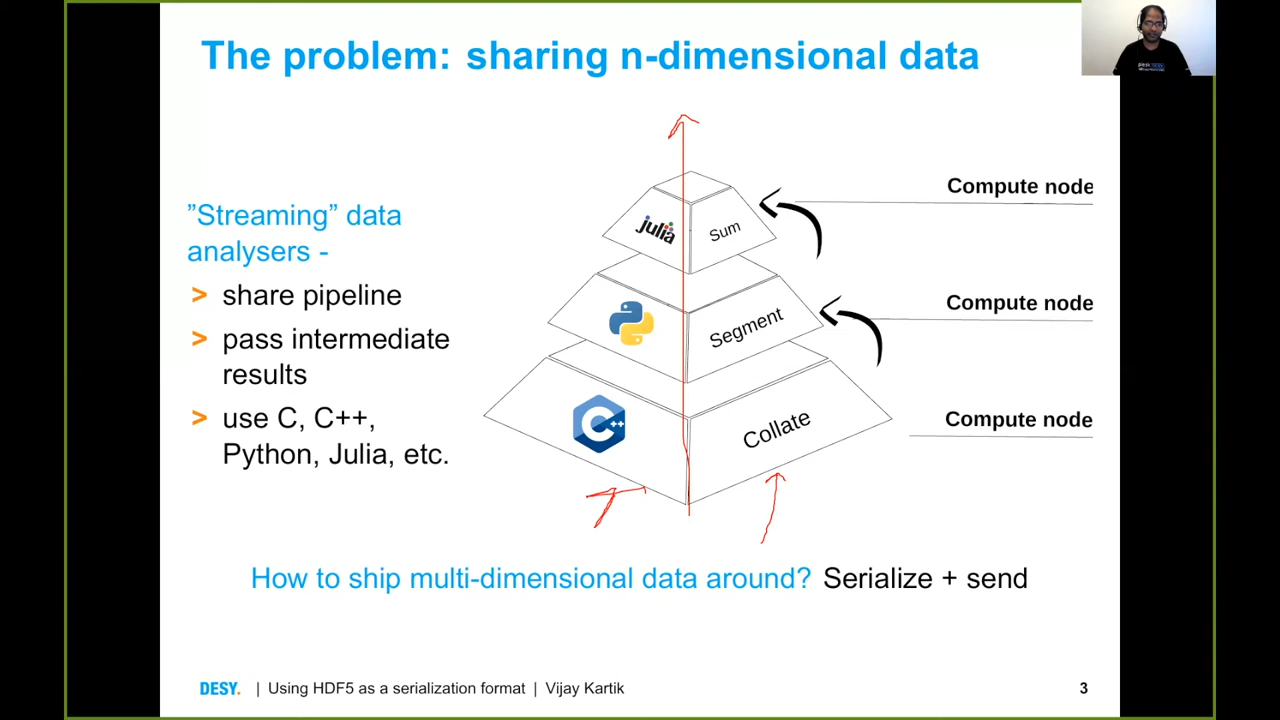 The problem: sharing n-dimensional data
”Streaming” data
analysers -
> share pipeline
> pass intermediate
results
> use C, C++,
Python, Julia, etc.
Compute node
julia
Sum
Compute node
Segment
Compute node
C++
Collate
How to ship multi-dimensional data around? Serialize + send
DESY. | Using HDF5 as a serialization format | Vijay Kartik
3